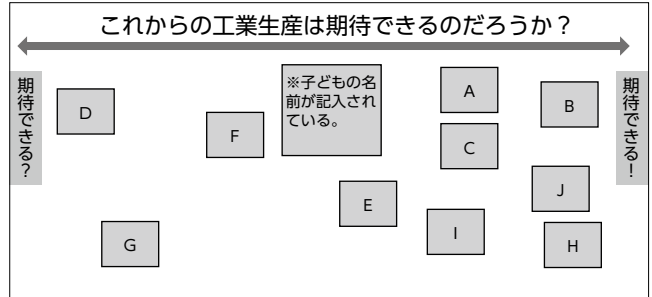 これからの工業生産は期待できるのだろうか？
期待できる？
D
F
※子どもの名
前が記入され
ている。
A
B
C
E
J
G
I
H
期待できる！